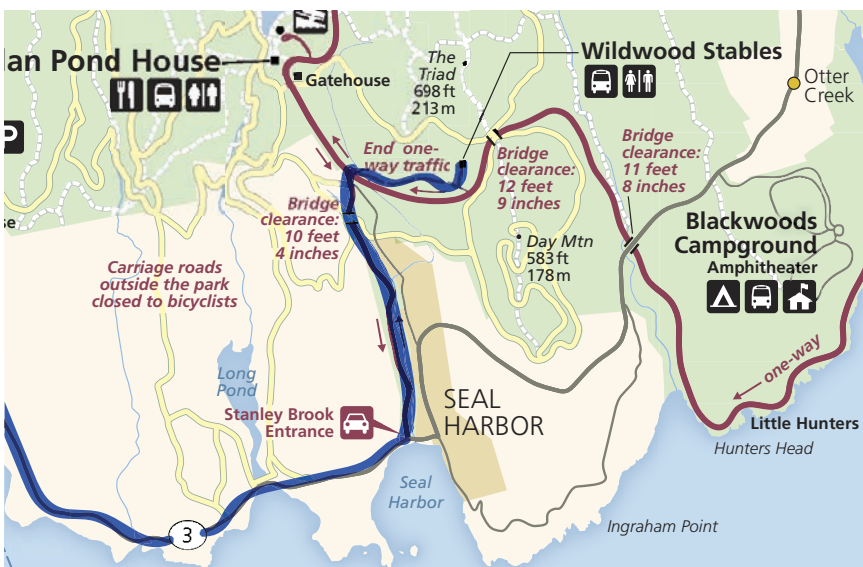 The
Triad
698 ft
213 m
Wildwood Stables
lan Pond House
Gatehouse
Otter
Creek
P
End one-
way traffic
Bridge
clearance:
12 feet
9 inches
Bridge
clearance:
11 feet
8 inches
Bridge
clearance:
10 feet
4 inches
se
Day Mtn
583 ft
178 m
Blackwoods
Campground
Amphitheater
Carriage roads
outside the park
closed to bicyclists
one-way
Long
Pond
Stanley Brook
Entrance
SEAL
HARBOR
Little Hunters
Hunters Head
Seal
Harbor
Ingraham Point
3